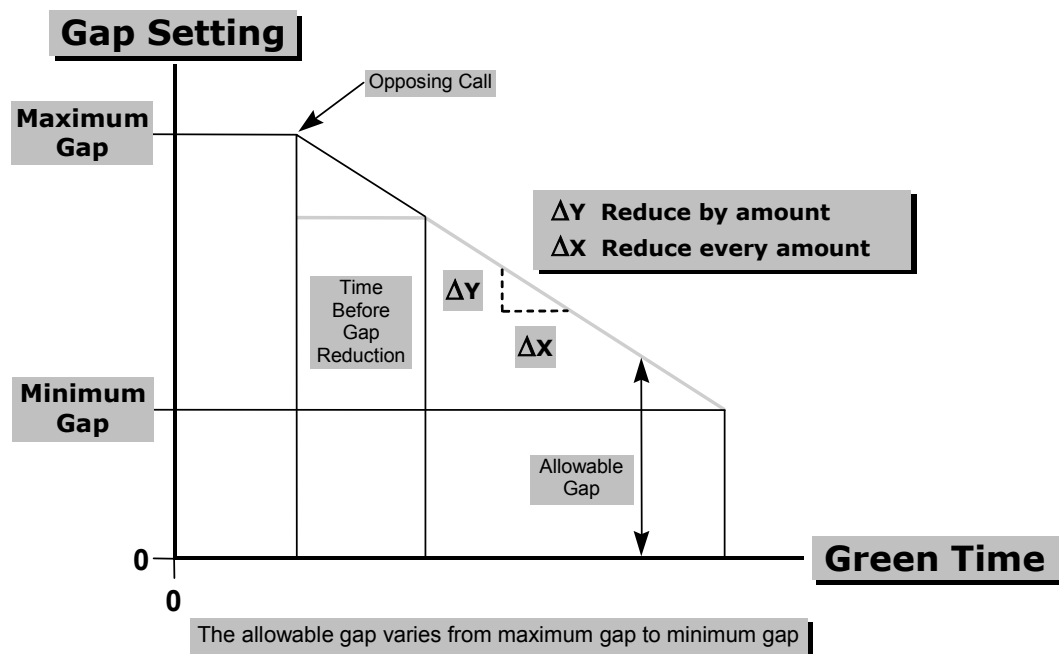 Gap Setting
Opposing Call
Maximum
Gap
ΔY Reduce by amount
ΔX Reduce every amount
Time
Before
Gap
Reduction
ΔY
ΔX
Minimum
Gap
Allowable
Gap
0
Green Time
0
The allowable gap varies from maximum gap to minimum gap